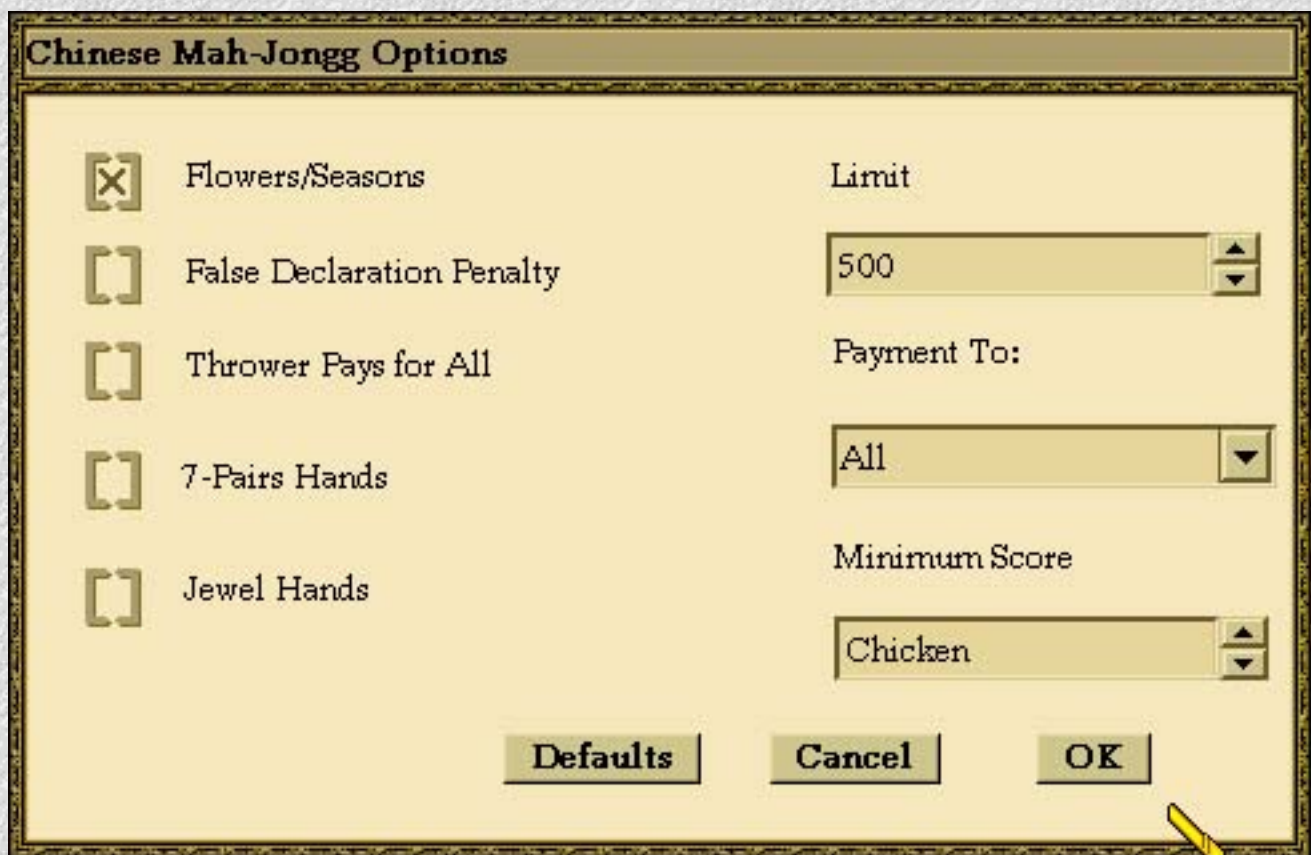 Chinese Mah-Jongg Options
Flowers/Seasons
False Declaration Penalty
Thrower Pays for All
7-Pairs Hands
Jewel Hands
Limit
500
Payment To:
All
Minimum Score
Chicken
Defaults
Cancel
OK